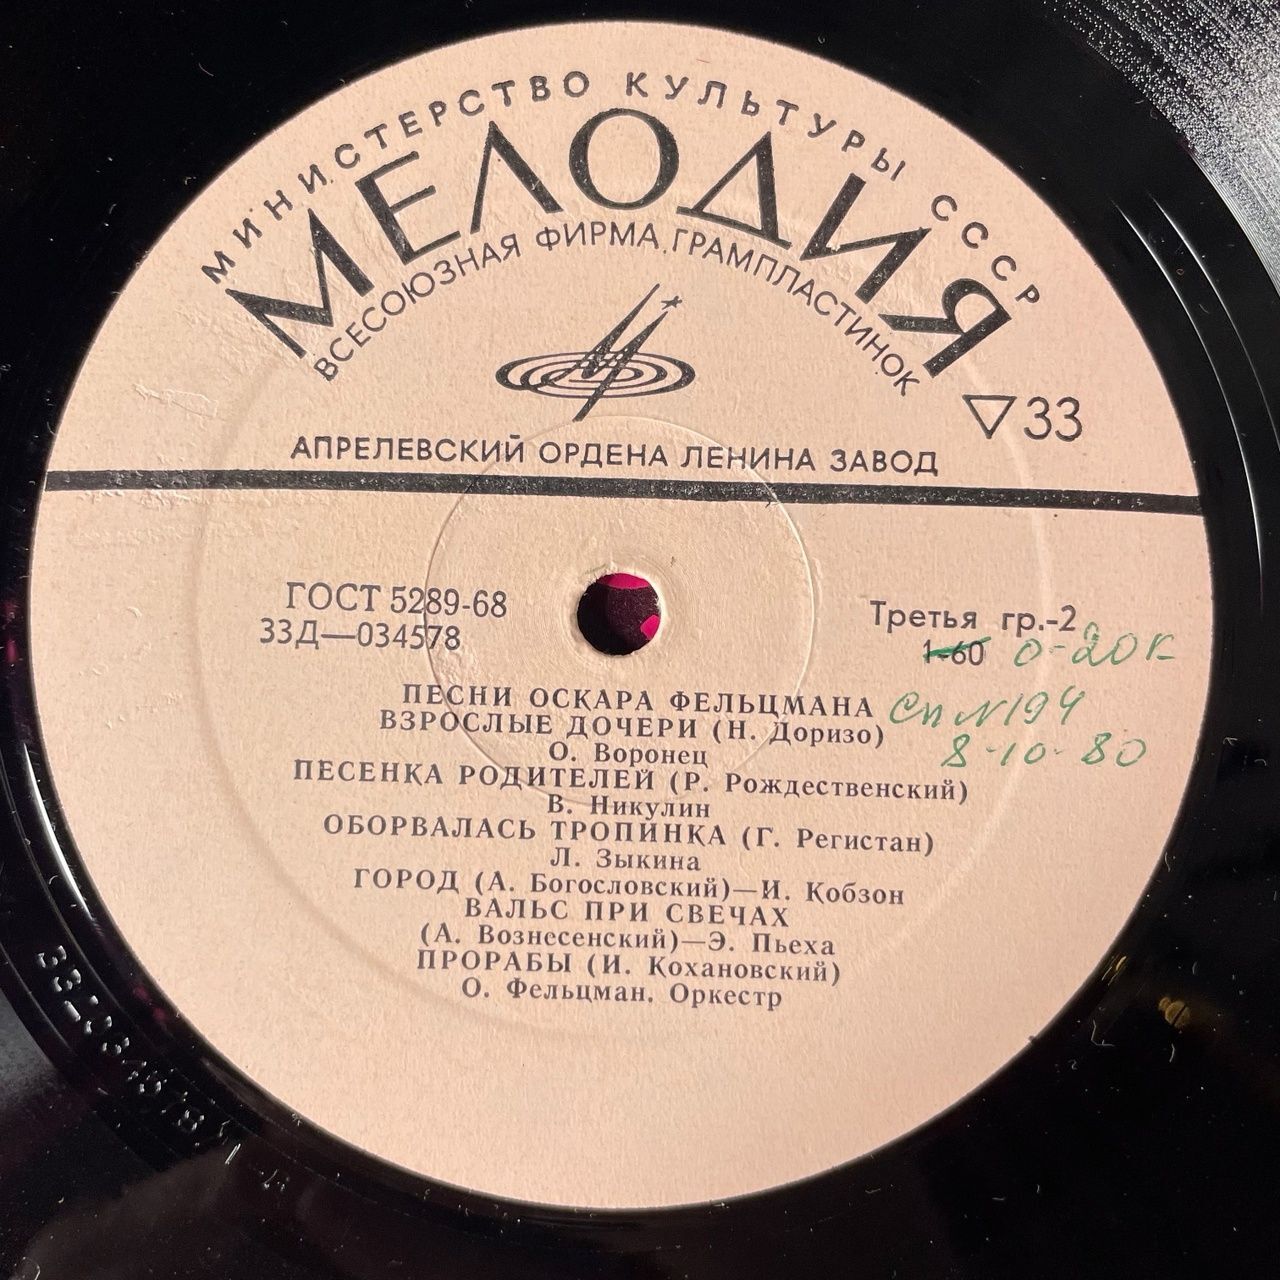 МИНИСТЕРСТВО КУЛЬТУРЫ СССР
МЕЛОДИЯ
ВСЕСОЮЗНАЯ ФИРМА ГРАМПЛАСТИНОК
▽33
АПРЕЛЕВСКИЙ ОРДЕНА ЛЕНИНА ЗАВОД
ГОСТ 5289-68
33Д—034578
Третья гр.-2
1-60 0-20к
ПЕСНИ ОСКАРА ФЕЛЬЦМАНА
Сп N194
ВЗРОСЛЫЕ ДОЧЕРИ (Н. Доризо)
8-10-80
О. Воронец
ПЕСЕНКА РОДИТЕЛЕЙ (Р. Рождественский)
В. Никулин
ОБОРВАЛАСЬ ТРОПИНКА (Г. Регистан)
Л. Зыкина
ГОРОД (А. Богословский)—И. Кобзон
ВАЛЬС ПРИ СВЕЧАХ
(А. Вознесенский)—Э. Пьеха
ПРОРАБЫ (И. Кохановский)
О. Фельцман. Оркестр